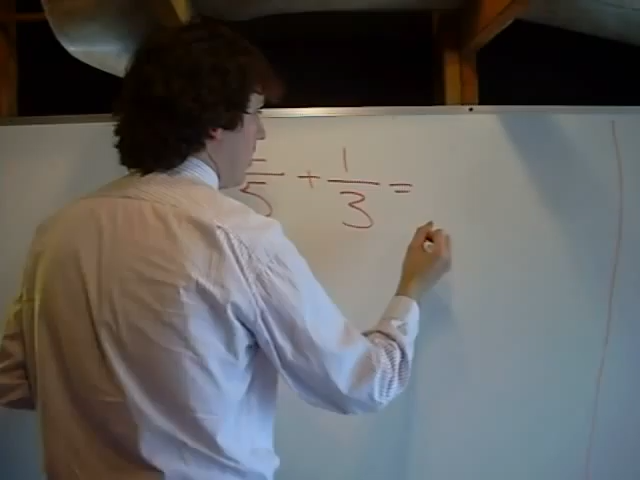 /5 + 1/3 =